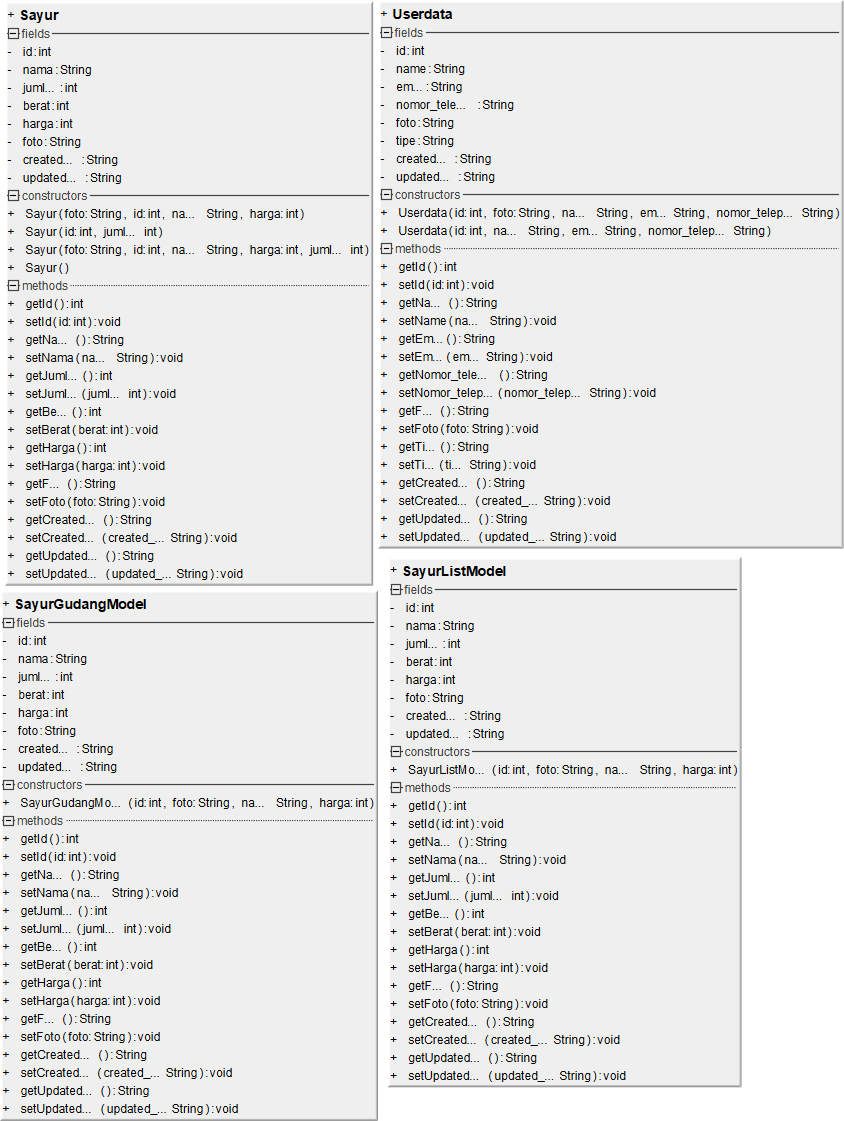 + Sayur
fields
- id:int
- nama:String
- juml... :int
- berat:int
- harga:int
- foto:String
- created... :String
- updated... :String
constructors
+ Sayur(foto:String, id:int, na... String, harga:int)
+ Sayur(id:int, juml... int)
+ Sayur(foto:String, id:int, na... String, harga:int, juml... int)
+ Sayur()
methods
+ getId():int
+ setId(id:int):void
+ getNa... ():String
+ setNama(na... String):void
+ getJuml... ():int
+ setJuml... (juml... int):void
+ getBe... ():int
+ setBerat(berat:int):void
+ getHarga():int
+ setHarga(harga:int):void
+ getF... ():String
+ setFoto(foto:String):void
+ getCreated... ():String
+ setCreated... (created_... String):void
+ getUpdated... ():String
+ setUpdated... (updated_... String):void
+ Userdata
fields
- id:int
- name:String
- em... :String
- nomor_tele... :String
- foto:String
- tipe:String
- created... :String
- updated... :String
constructors
+ Userdata(id:int, foto:String, na... String, em... String, nomor_telep... String)
+ Userdata(id:int, na... String, em... String, nomor_telep... String)
methods
+ getId():int
+ setId(id:int):void
+ getNa... ():String
+ setName(na... String):void
+ getEm... ():String
+ setEm... (em... String):void
+ getNomor_tele... ():String
+ setNomor_telep... (nomor_telep... String):void
+ getF... ():String
+ setFoto(foto:String):void
+ getTi... ():String
+ setTi... (ti... String):void
+ getCreated... ():String
+ setCreated... (created_... String):void
+ getUpdated... ():String
+ setUpdated... (updated_... String):void
+ SayurGudangModel
fields
- id:int
- nama:String
- juml... :int
- berat:int
- harga:int
- foto:String
- created... :String
- updated... :String
constructors
+ SayurGudangMo... (id:int, foto:String, na... String, harga:int)
methods
+ getId():int
+ setId(id:int):void
+ getNa... ():String
+ setNama(na... String):void
+ getJuml... ():int
+ setJuml... (juml... int):void
+ getBe... ():int
+ setBerat(berat:int):void
+ getHarga():int
+ setHarga(harga:int):void
+ getF... ():String
+ setFoto(foto:String):void
+ getCreated... ():String
+ setCreated... (created_... String):void
+ getUpdated... ():String
+ setUpdated... (updated_... String):void
+ SayurListModel
fields
- id:int
- nama:String
- juml... :int
- berat:int
- harga:int
- foto:String
- created... :String
- updated... :String
constructors
+ SayurListMo... (id:int, foto:String, na... String, harga:int)
methods
+ getId():int
+ setId(id:int):void
+ getNa... ():String
+ setNama(na... String):void
+ getJuml... ():int
+ setJuml... (juml... int):void
+ getBe... ():int
+ setBerat(berat:int):void
+ getHarga():int
+ setHarga(harga:int):void
+ getF... ():String
+ setFoto(foto:String):void
+ getCreated... ():String
+ setCreated... (created_... String):void
+ getUpdated... ():String
+ setUpdated... (updated_... String):void